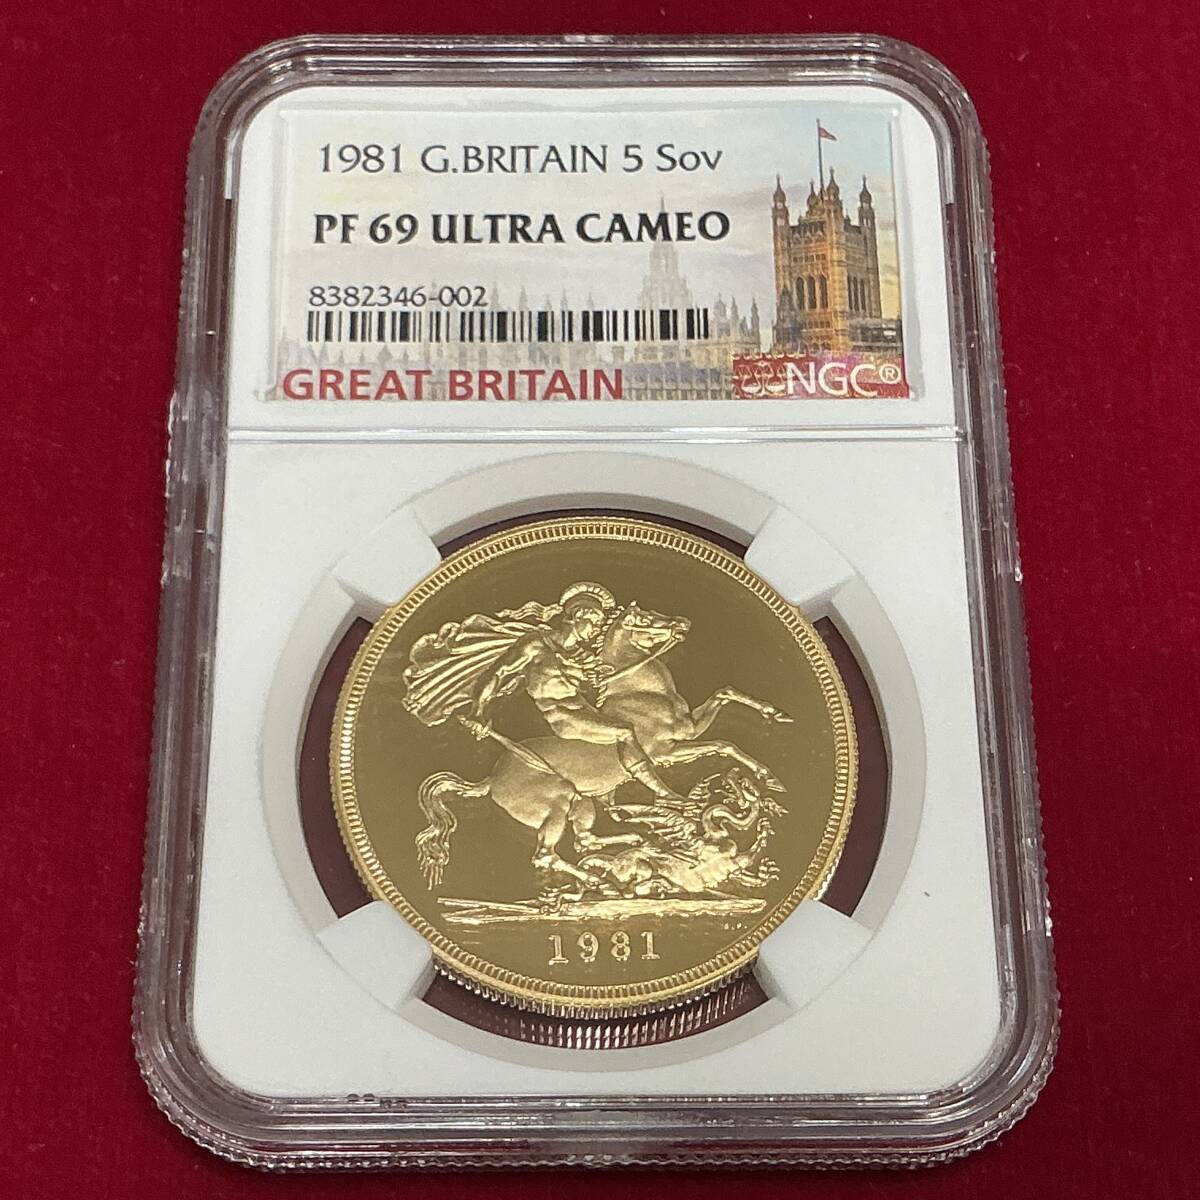 1981 G.BRITAIN 5 Sov
PF 69 ULTRA CAMEO
8382346-002
GREAT BRITAIN
NGC®
1981